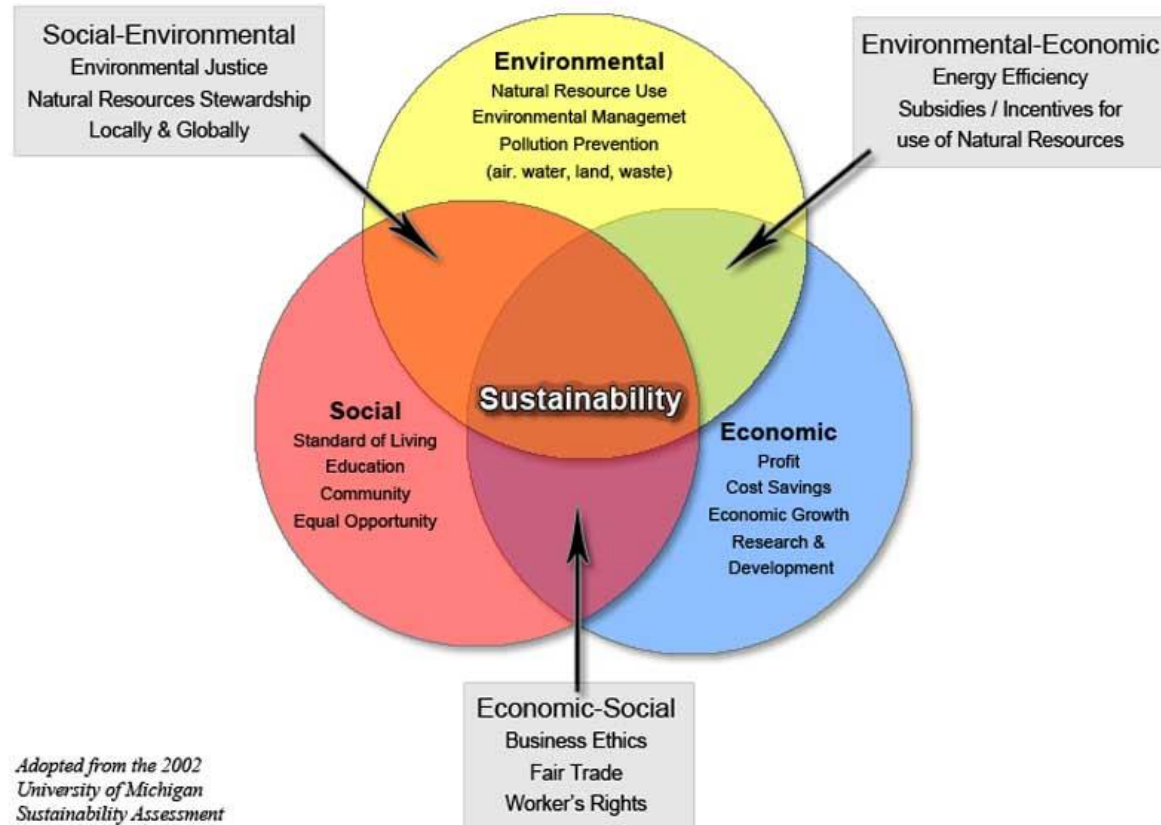 Social-Environmental
Environmental Justice
Natural Resources Stewardship
Locally & Globally
Environmental
Natural Resource Use
Environmental Managemet
Pollution Prevention
(air. water, land, waste)
Environmental-Economic
Energy Efficiency
Subsidies / Incentives for
use of Natural Resources
Sustainability
Social
Standard of Living
Education
Community
Equal Opportunity
Economic
Profit
Cost Savings
Economic Growth
Research &
Development
Economic-Social
Business Ethics
Fair Trade
Worker's Rights
Adopted from the 2002
University of Michigan
Sustainability Assessment